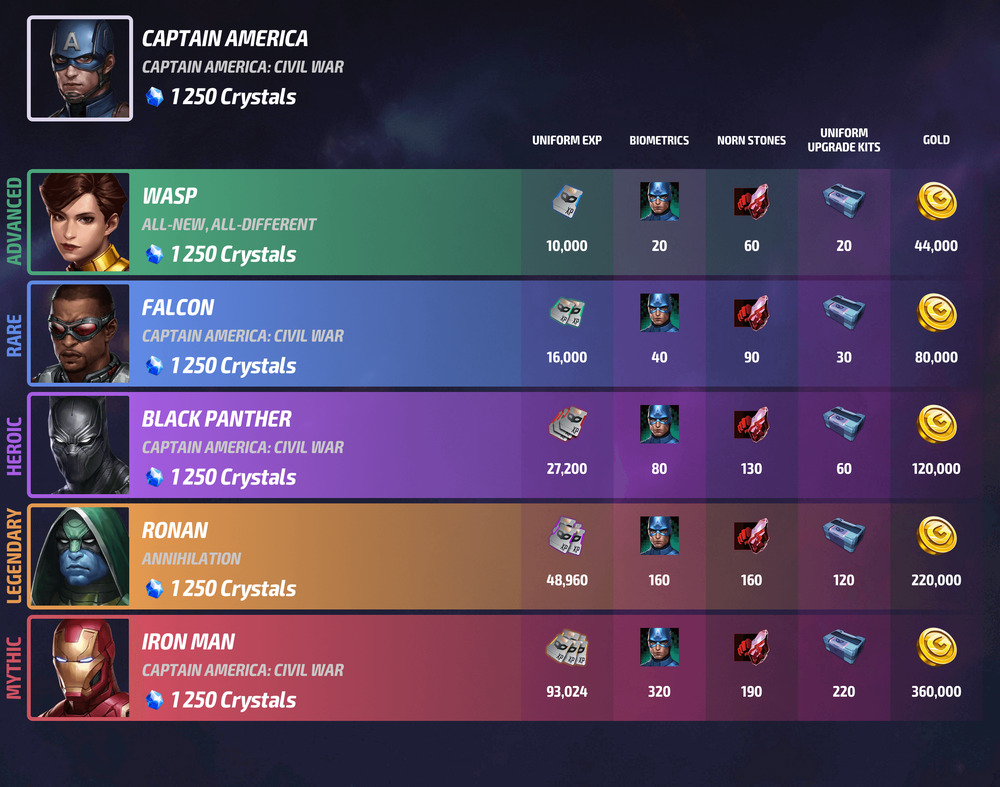 CAPTAIN AMERICA
CAPTAIN AMERICA: CIVIL WAR
1 250 Crystals
UNIFORM EXP BIOMETRICS NORN STONES UNIFORM UPGRADE KITS GOLD
ADVANCED
WASP
ALL-NEW, ALL-DIFFERENT
1 250 Crystals
10,000 20 60 20 44,000
RARE
FALCON
CAPTAIN AMERICA: CIVIL WAR
1 250 Crystals
16,000 40 90 30 80,000
HEROIC
BLACK PANTHER
CAPTAIN AMERICA: CIVIL WAR
1 250 Crystals
27,200 80 130 60 120,000
LEGENDARY
RONAN
ANNIHILATION
1 250 Crystals
48,960 160 160 120 220,000
MYTHIC
IRON MAN
CAPTAIN AMERICA: CIVIL WAR
1 250 Crystals
93,024 320 190 220 360,000